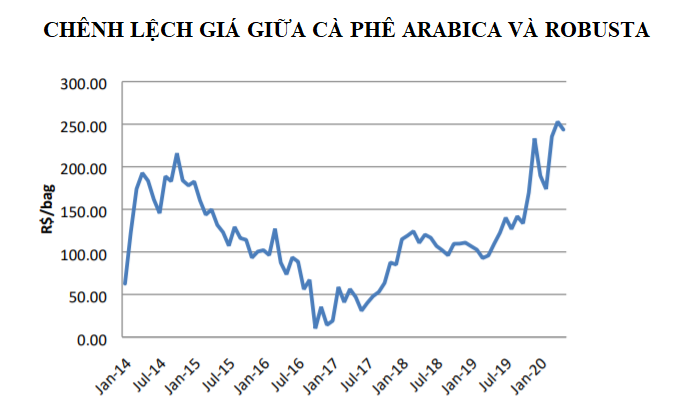 CHÊNH LỆCH GIÁ GIỮA CÀ PHÊ ARABICA VÀ ROBUSTA
300.00
250.00
200.00
150.00
100.00
50.00
0.00
R$/bag
Jan-14
Jul-14
Jan-15
Jul-15
Jan-16
Jul-16
Jan-17
Jul-17
Jan-18
Jul-18
Jan-19
Jul-19
Jan-20